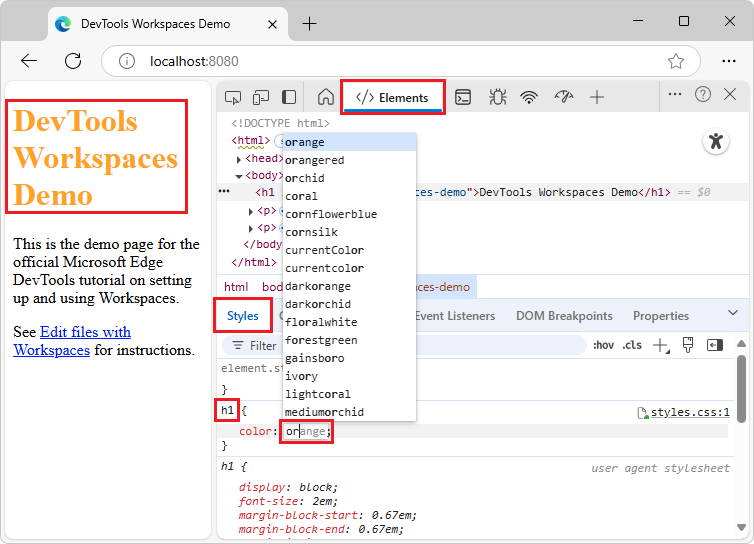 DevTools Workspaces Demo
localhost:8080
DevTools
Workspaces
Demo
This is the demo page for the
official Microsoft Edge
DevTools tutorial on setting
up and using Workspaces.
See Edit files with
Workspaces for instructions.
</> Elements
<!DOCTYPE html>
<html>
<head>
<body>
<h1 es-demo">DevTools Workspaces Demo</h1> == $0
<p>
<p>
</body>
</html>
orange
orangered
orchid
coral
cornflowerblue
cornsilk
currentColor
currentcolor
darkorange
darkorchid
floralwhite
forestgreen
gainsboro
ivory
lightcoral
mediumorchid
html ces-demo
Styles Event Listeners DOM Breakpoints Properties
Filter :hov .cls
element.st
}
h1 { styles.css:1
color: orange;
}
h1 { user agent stylesheet
display: block;
font-size: 2em;
margin-block-start: 0.67em;
margin-block-end: 0.67em;